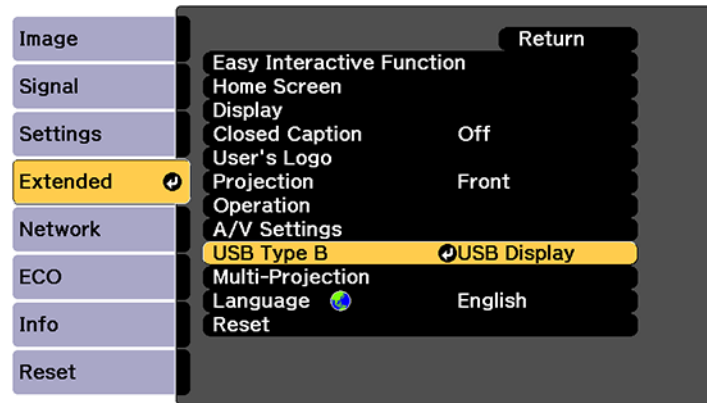 Image
Signal
Settings
Extended
Network
ECO
Info
Reset
Return
Easy Interactive Function
Home Screen
Display
Closed Caption Off
User's Logo
Projection Front
Operation
A/V Settings
USB Type B USB Display
Multi-Projection
Language English
Reset